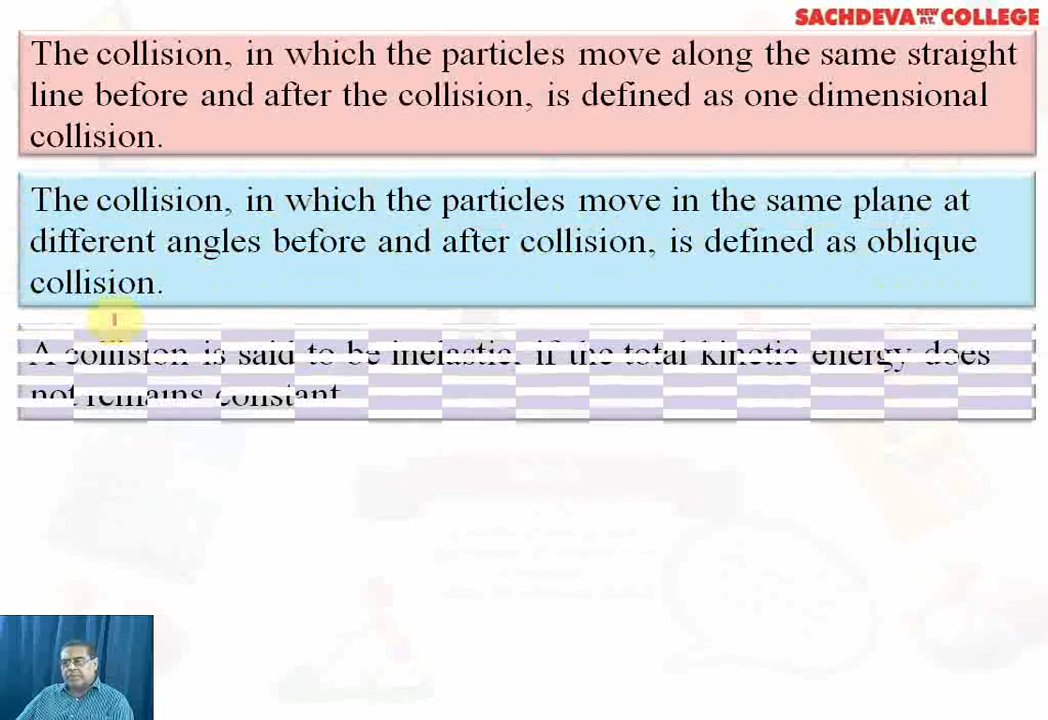 SACHDEVA NEW P.T. COLLEGE
The collision, in which the particles move along the same straight
line before and after the collision, is defined as one dimensional
collision.
The collision, in which the particles move in the same plane at
different angles before and after collision, is defined as oblique
collision.
A collision is said to be inelastic, if the total kinetic energy does
not remains constant